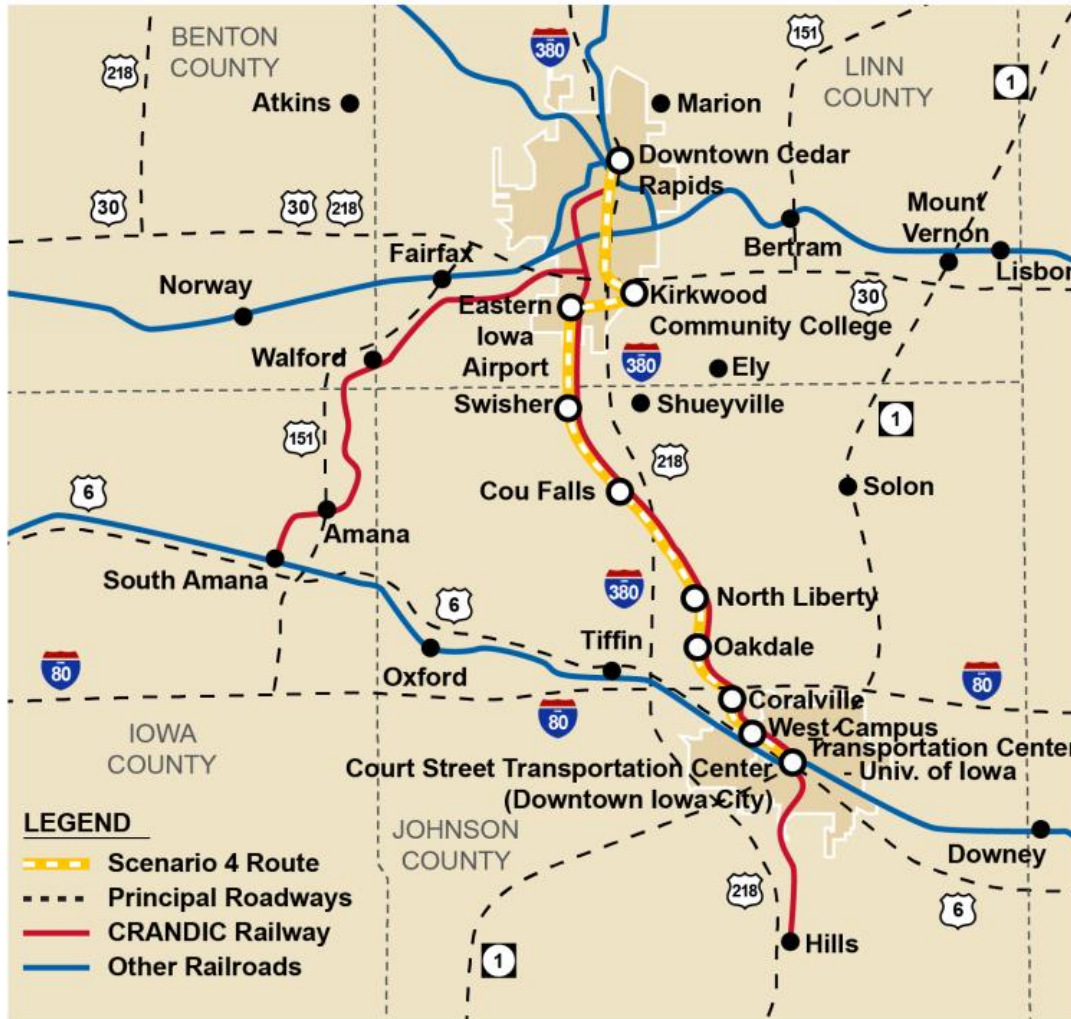 BENTON
COUNTY
218
Atkins
380
Marion
151
LINN
COUNTY
1
Downtown Cedar
Rapids
30
30 218
Fairfax
Norway
Bertram
Mount
Vernon
Lisbon
30
Eastern
Iowa
Airport
Kirkwood
Community College
380
Walford
Ely
Swisher
Shueyville
1
151
218
6
Cou Falls
Solon
Amana
South Amana
380
North Liberty
6
Tiffin
Oakdale
80
Oxford
80
Coralville
80
West Campus
IOWA
COUNTY
Court Street Transportation Center
(Downtown Iowa City)
Transportation Center
- Univ. of Iowa
LEGEND
Scenario 4 Route
Principal Roadways
CRANDIC Railway
Other Railroads
JOHNSON
COUNTY
Downey
218
6
Hills
1